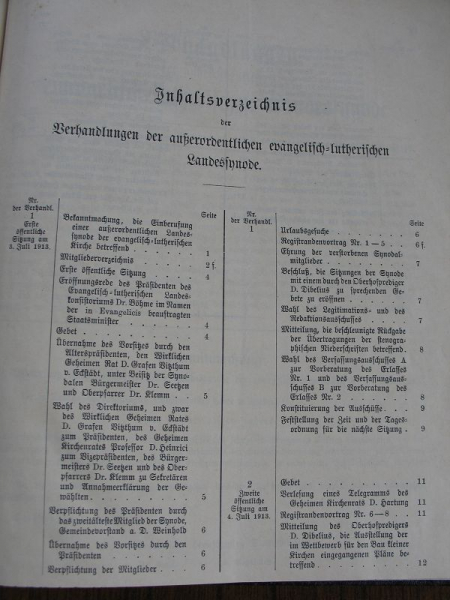 Inhaltsverzeichnis
der
Verhandlungen der außerordentlichen evangelisch-lutherischen
Landessynode.
Nr.
der Verhandl.
1
Erste
öffentliche
Sitzung am
3. Juli 1913.
Seite
Bekanntmachung, die Einberufung
einer außerordentlichen Landes-
synode der evangelisch-lutherischen
Kirche betreffend . 1
Mitgliederverzeichnis . . . 2 f.
Erste öffentliche Sitzung . . 4
Eröffnungsrede des Präsidenten des
Evangelisch-lutherischen Landes-
konsistoriums Dr. Böhme im Namen
der in Evangelicis beauftragten
Staatsminister . . . 4
Gebet . . . 4
Übernahme des Vorsitzes durch den
Alterspräsidenten, den Wirklichen
Geheimen Rat D. Grafen Vitzthum
v. Eckstädt, unter Beisitz der Syno-
dalen Bürgermeister Dr. Seetzen
und Oberpfarrer Dr. Klemm . . 5
Wahl des Direktoriums, und zwar
des Wirklichen Geheimen Rates
D. Grafen Vitzthum v. Eckstädt
zum Präsidenten, des Geheimen
Kirchenrates Professor D. Heinrici
zum Vizepräsidenten, des Bürger-
meisters Dr. Seetzen und des Ober-
pfarrers Dr. Klemm zu Sekretären
und Annahmeerklärung der Ge-
wählten . . . 5
Verpflichtung des Präsidenten durch
das zweitälteste Mitglied der Synode,
Gemeindevorstand a. D. Weinhold . 6
Übernahme des Vorsitzes durch den
Präsidenten . . . 6
Verpflichtung der Mitglieder . . 6
Nr.
der Verhandl.
1
Seite
Urlaubsgesuche . . . 6
Registrandenvortrag Nr. 1—5 . . 6 f.
Ehrung der verstorbenen Synodal-
mitglieder . . . 7
Beschluß, die Sitzungen der Synode
mit einem durch den Oberhofprediger
D. Dibelius zu sprechenden Ge-
bete zu eröffnen . . . 7
Wahl des Legitimations- und des
Redaktionsausschusses . . . 7
Mitteilung, die beschleunigte Rückgabe
der Übertragungen der stenogra-
phischen Niederschriften betreffend . 8
Wahl des Verfassungsausschusses A
zur Vorberatung des Erlasses
Nr. 1 und des Verfassungsaus-
schusses B zur Vorberatung des
Erlasses Nr. 2 . . . 8
Konstituierung der Ausschüsse . . 9
Feststellung der Zeit und der Tages-
ordnung für die nächste Sitzung . 9
2
Zweite
öffentliche
Sitzung am
4. Juli 1913.
Gebet . . . 11
Verlesung eines Telegramms des
Geheimen Kirchenrats D. Hartung 11
Registrandenvortrag Nr. 6—8 . . 11
Mitteilung des Oberhofpredigers
D. Dibelius, die Ausstellung der
im Wettbewerb für den Bau kleiner
Kirchen eingegangenen Pläne be-
treffend . . . 12